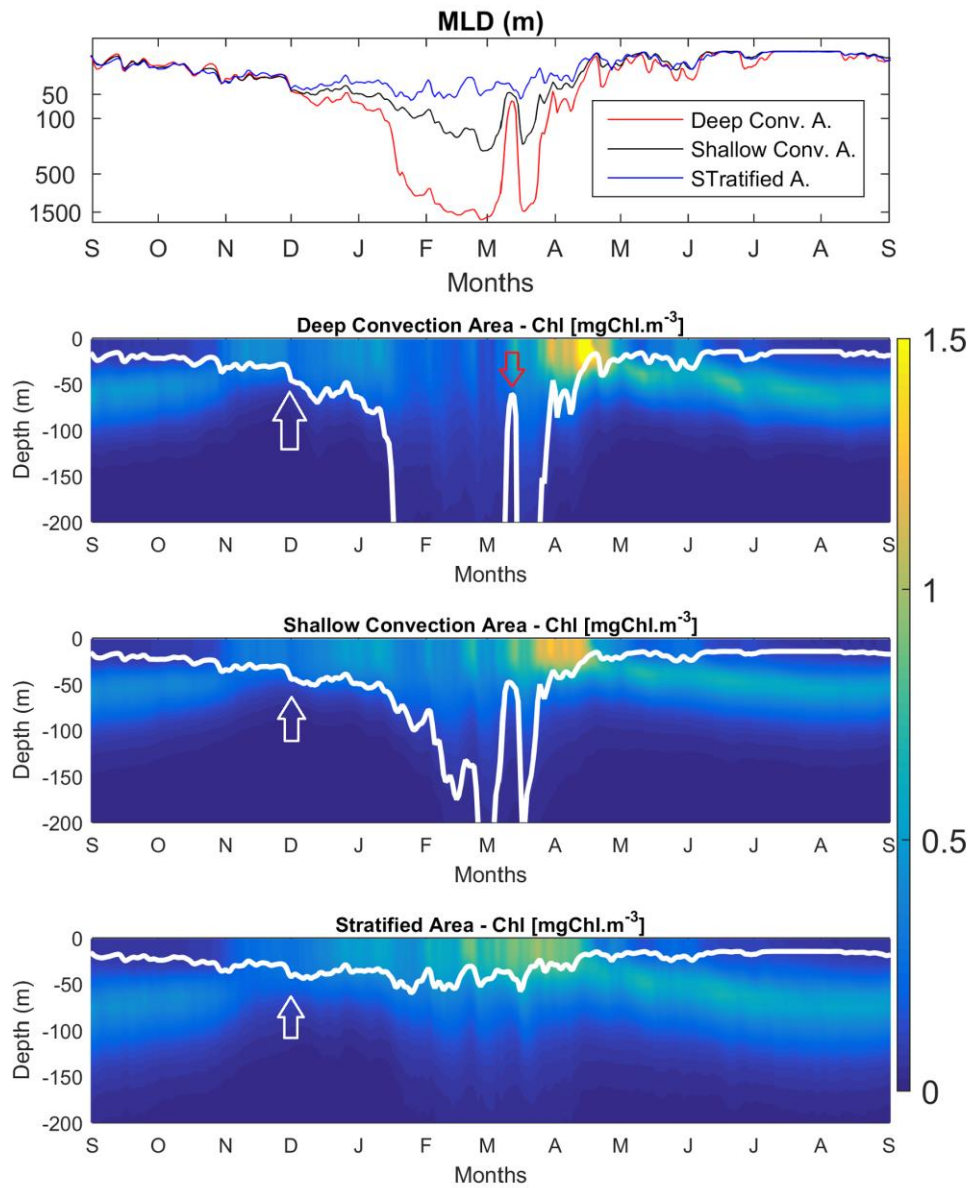 MLD (m)
50
100
500
1500
Deep Conv. A.
Shallow Conv. A.
STratified A.
S O N D J F M A M J J A S
Months
Deep Convection Area - Chl [mgChl.m-3]
0
-50
-100
-150
-200
Depth (m)
S O N D J F M A M J J A S
Months
Shallow Convection Area - Chl [mgChl.m-3]
0
-50
-100
-150
-200
Depth (m)
S O N D J F M A M J J A S
Months
Stratified Area - Chl [mgChl.m-3]
0
-50
-100
-150
-200
Depth (m)
S O N D J F M A M J J A S
Months
1.5
1
0.5
0